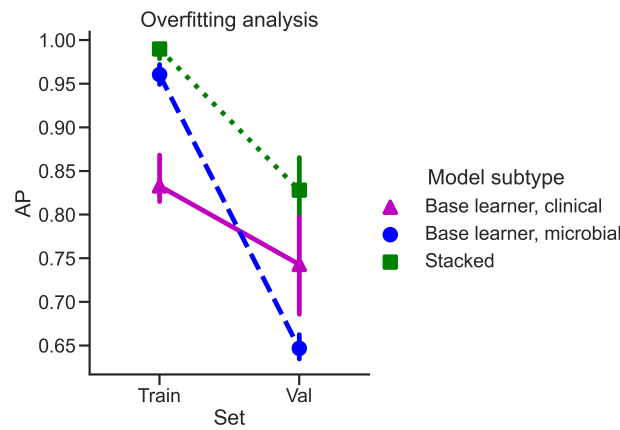 Overfitting analysis
1.00
0.95
0.90
0.85
0.80
0.75
0.70
0.65
AP
Train
Val
Set
Model subtype
Base learner, clinical
Base learner, microbial
Stacked